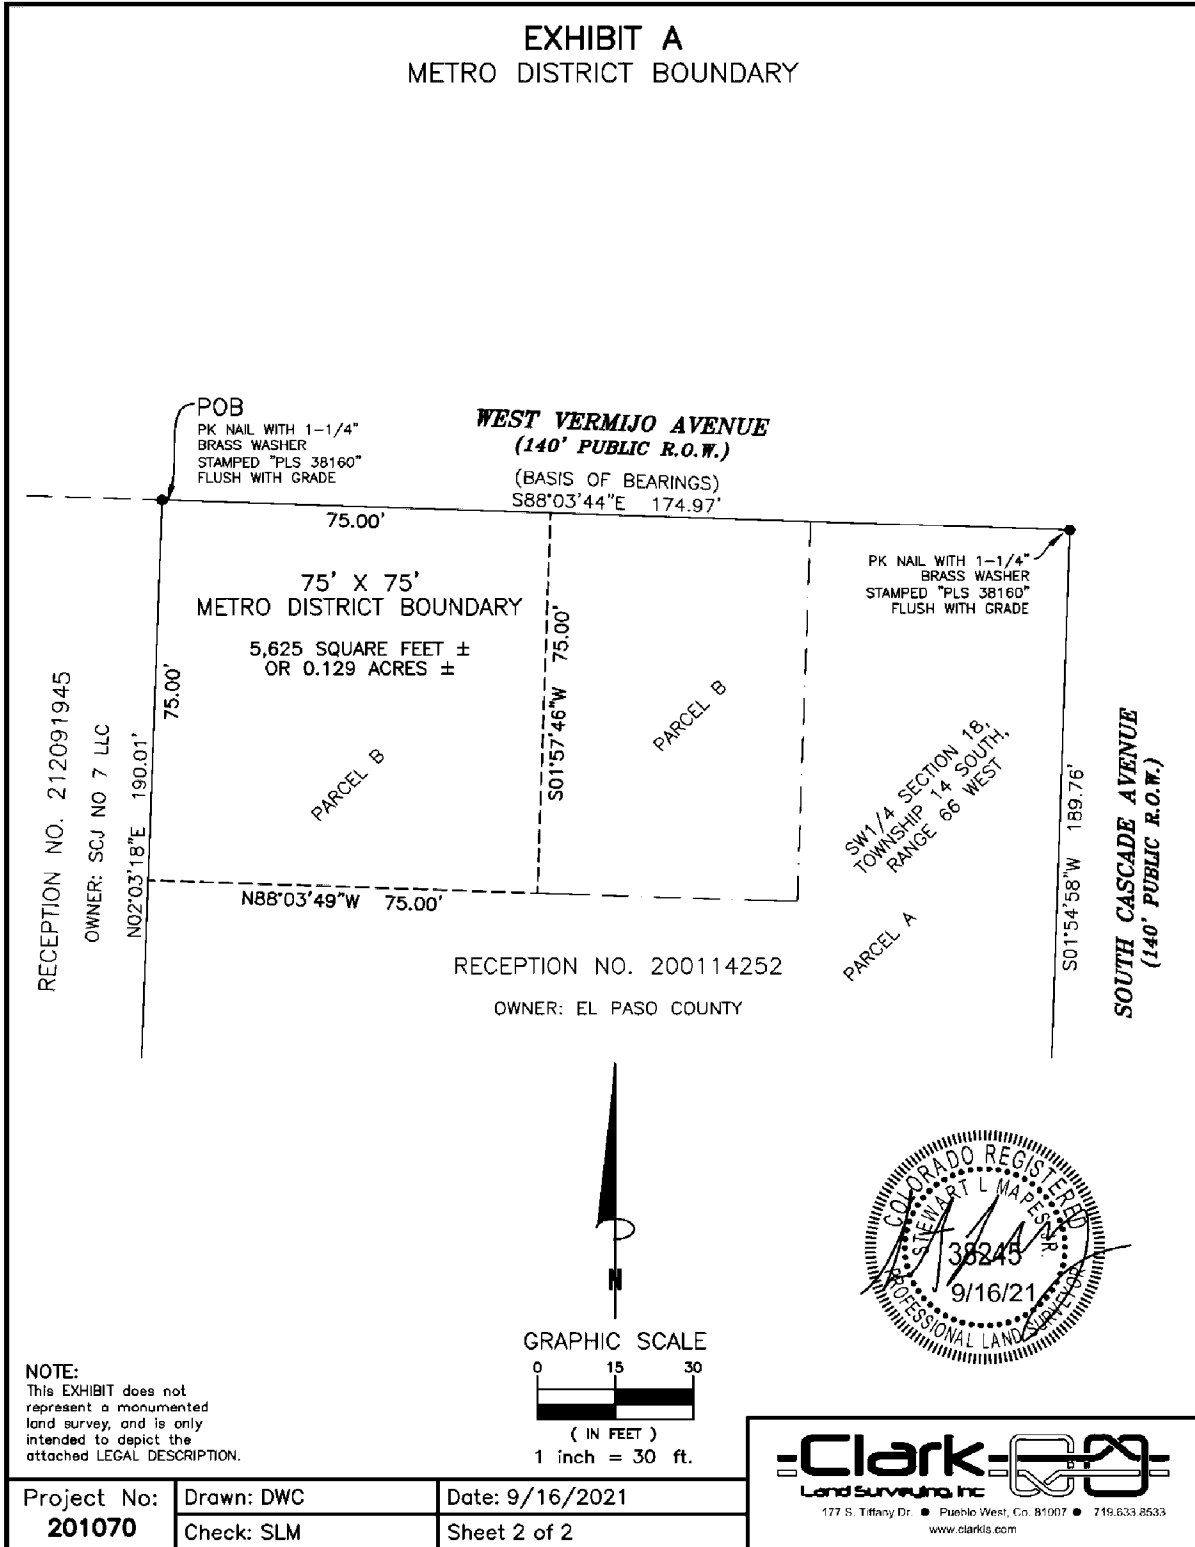 EXHIBIT A
METRO DISTRICT BOUNDARY
POB
PK NAIL WITH 1-1/4"
BRASS WASHER
STAMPED "PLS 38160"
FLUSH WITH GRADE
WEST VERMIJO AVENUE
(140' PUBLIC R.O.W.)
(BASIS OF BEARINGS)
S88°03'44"E 174.97'
75.00'
PK NAIL WITH 1-1/4"
BRASS WASHER
STAMPED "PLS 38160"
FLUSH WITH GRADE
75' X 75'
METRO DISTRICT BOUNDARY
5,625 SQUARE FEET ±
OR 0.129 ACRES ±
75.00'
S01°57'46"W 75.00'
PARCEL B
PARCEL B
RECEPTION NO. 212091945
OWNER: SCJ NO 7 LLC
N02°03'18"E 190.01'
SW1/4 SECTION 18,
TOWNSHIP 14 SOUTH,
RANGE 66 WEST
PARCEL A
S01°54'58"W 189.76'
SOUTH CASCADE AVENUE
(140' PUBLIC R.O.W.)
N88°03'49"W 75.00'
RECEPTION NO. 200114252
OWNER: EL PASO COUNTY
N
COLORADO REGISTERED
STEWART L MAPES JR.
38245
9/16/21
PROFESSIONAL LAND SURVEYOR
GRAPHIC SCALE
0 15 30
( IN FEET )
1 inch = 30 ft.
NOTE:
This EXHIBIT does not
represent a monumented
land survey, and is only
intended to depict the
attached LEGAL DESCRIPTION.
Project No:
201070
Drawn: DWC
Check: SLM
Date: 9/16/2021
Sheet 2 of 2
Clark
Land Surveying, Inc
177 S. Tiffany Dr. ● Pueblo West, Co. 81007 ● 719.633.8533
www.clarkls.com